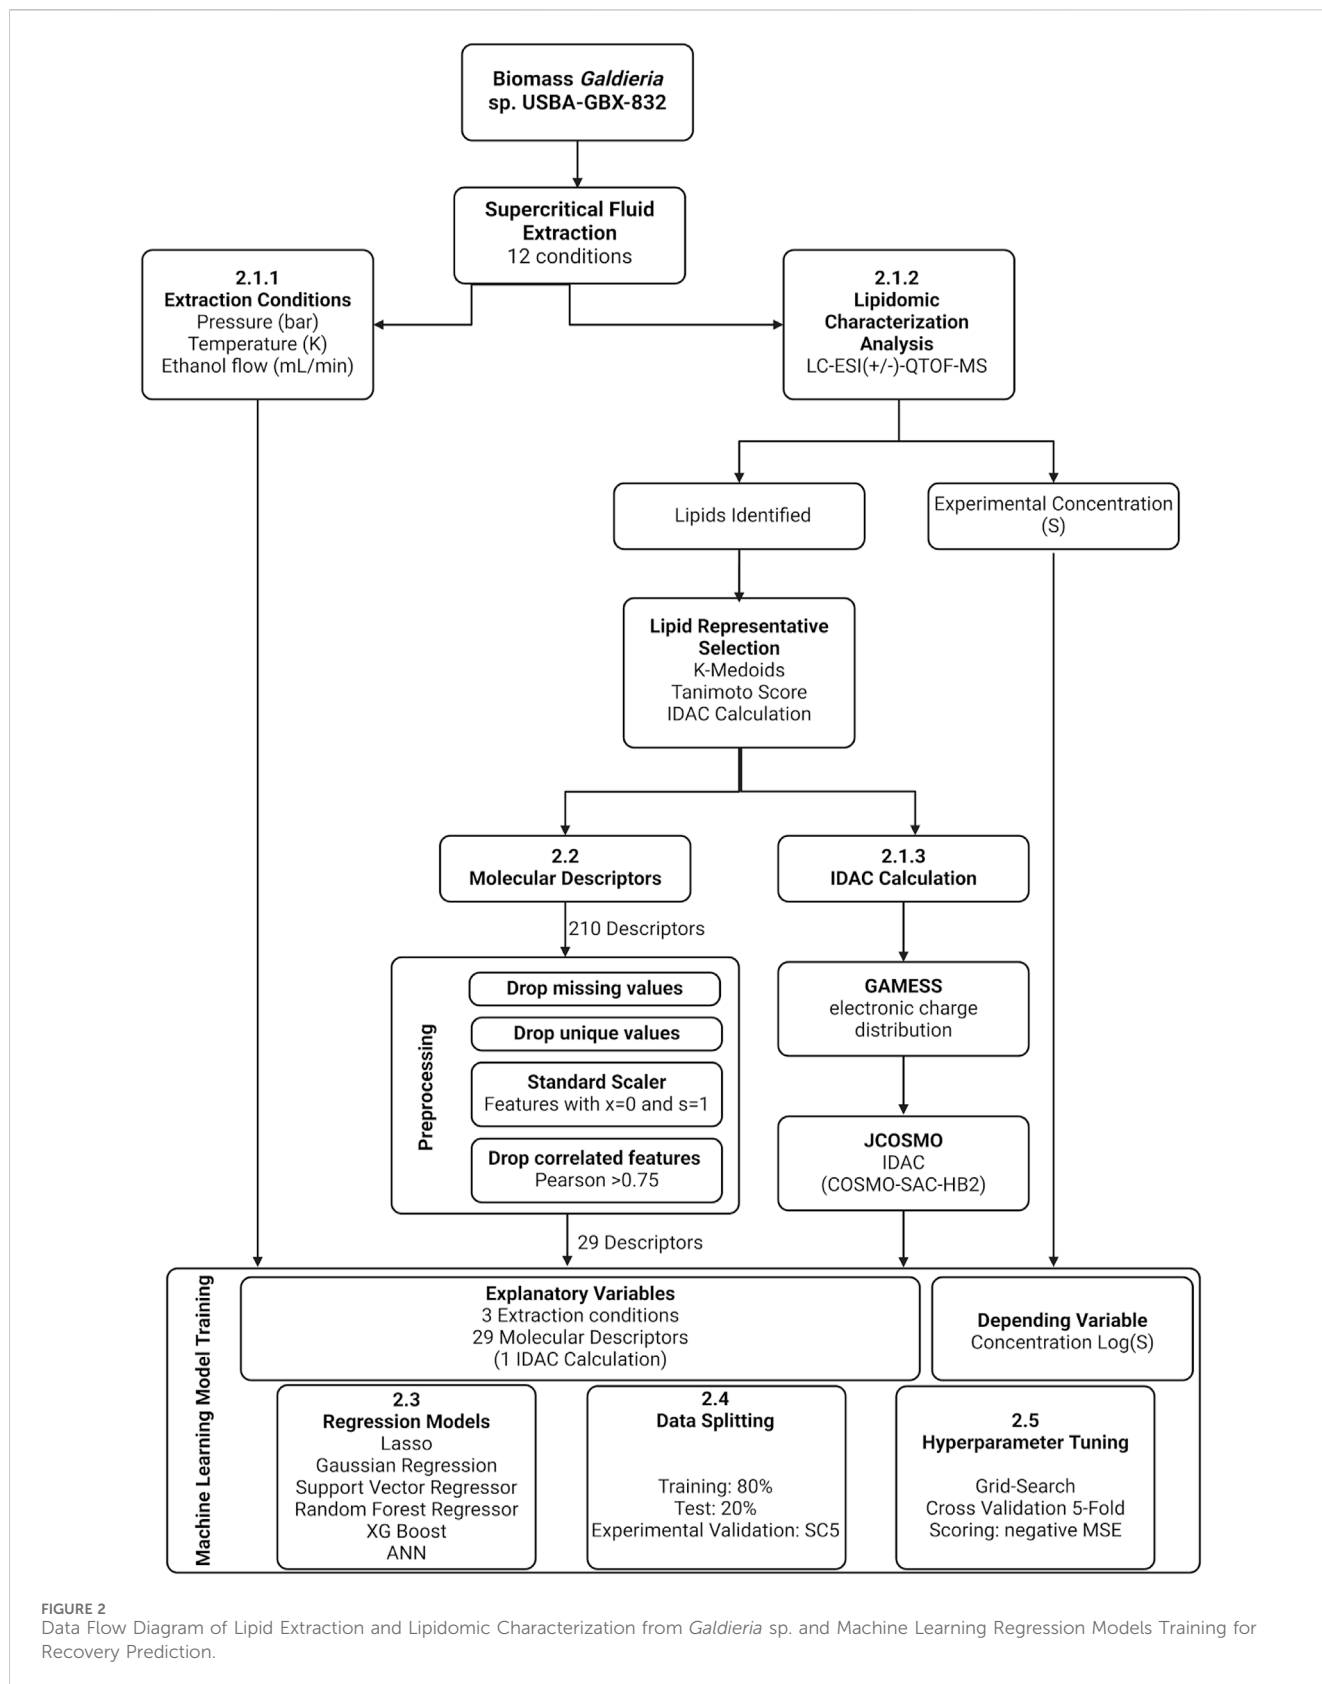 Biomass Galdieria
sp. USBA-GBX-832
Supercritical Fluid
Extraction
12 conditions
2.1.1
Extraction Conditions
Pressure (bar)
Temperature (K)
Ethanol flow (mL/min)
2.1.2
Lipidomic
Characterization
Analysis
LC-ESI(+/-)-QTOF-MS
Lipids Identified
Experimental Concentration
(S)
Lipid Representative
Selection
K-Medoids
Tanimoto Score
IDAC Calculation
2.2
Molecular Descriptors
2.1.3
IDAC Calculation
210 Descriptors
Preprocessing
Drop missing values
Drop unique values
Standard Scaler
Features with x=0 and s=1
Drop correlated features
Pearson >0.75
GAMESS
electronic charge
distribution
JCOSMO
IDAC
(COSMO-SAC-HB2)
29 Descriptors
Machine Learning Model Training
Explanatory Variables
3 Extraction conditions
29 Molecular Descriptors
(1 IDAC Calculation)
Depending Variable
Concentration Log(S)
2.3
Regression Models
Lasso
Gaussian Regression
Support Vector Regressor
Random Forest Regressor
XG Boost
ANN
2.4
Data Splitting
Training: 80%
Test: 20%
Experimental Validation: SC5
2.5
Hyperparameter Tuning
Grid-Search
Cross Validation 5-Fold
Scoring: negative MSE
FIGURE 2
Data Flow Diagram of Lipid Extraction and Lipidomic Characterization from Galdieria sp. and Machine Learning Regression Models Training for
Recovery Prediction.